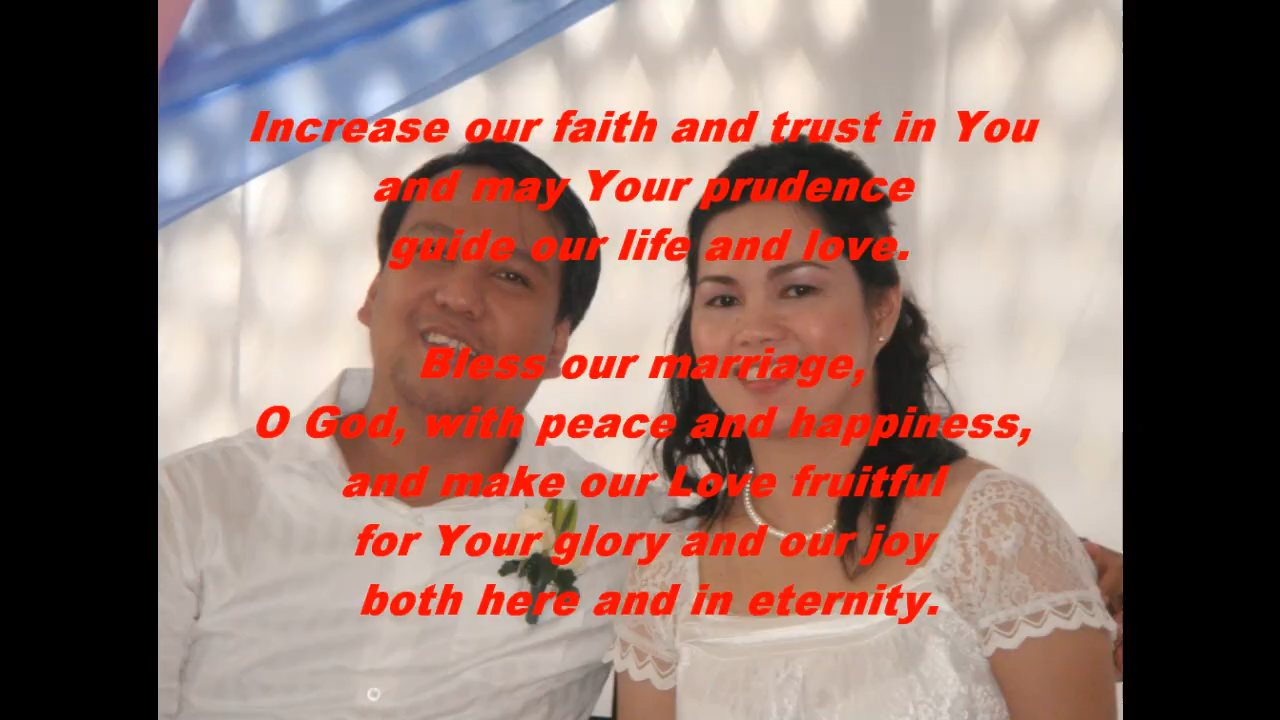 Increase our faith and trust in You
and may Your prudence
guide our life and love.
Bless our marriage,
O God, with peace and happiness,
and make our Love fruitful
for Your glory and our joy
both here and in eternity.